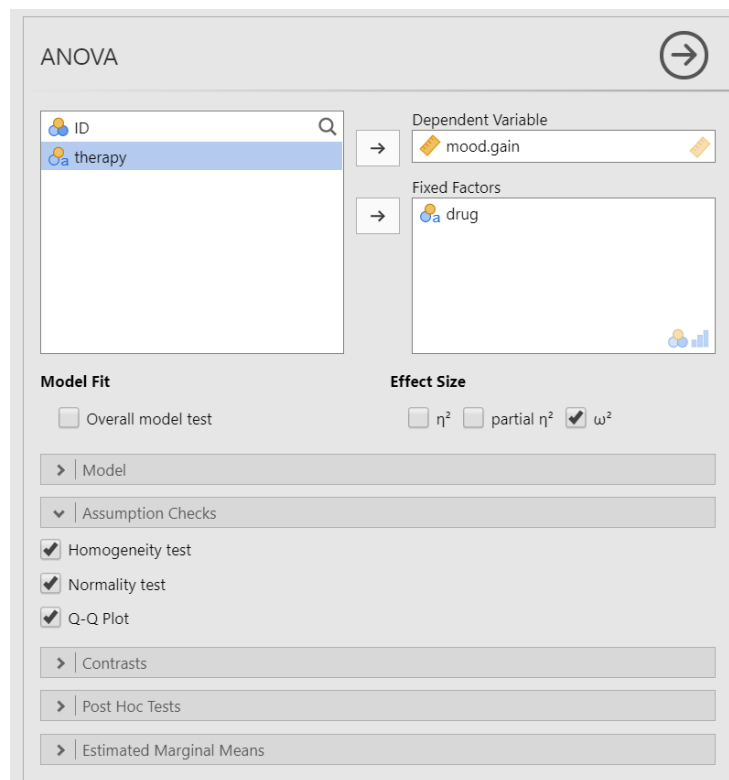 ANOVA
ID
therapy
Dependent Variable
mood.gain
Fixed Factors
drug
Model Fit
Overall model test
Effect Size
η² partial η² ω²
Model
Assumption Checks
Homogeneity test
Normality test
Q-Q Plot
Contrasts
Post Hoc Tests
Estimated Marginal Means